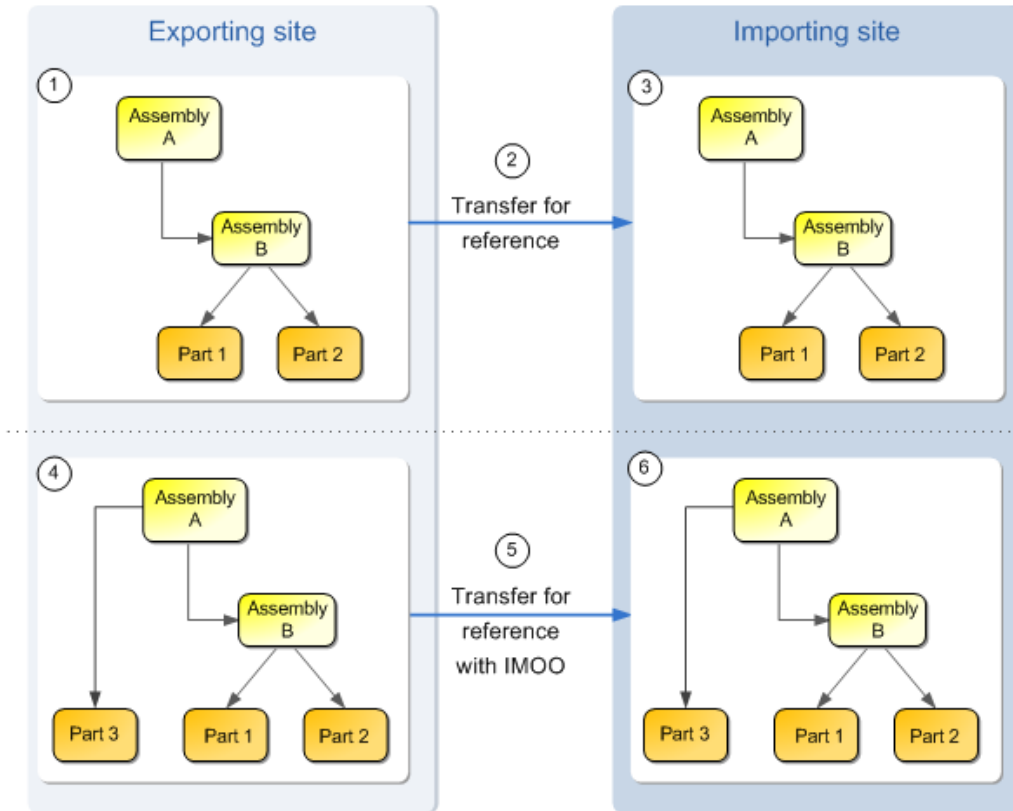 Exporting site
Importing site
1
Assembly
A
Assembly
B
Part 1
Part 2
2
Transfer for
reference
3
Assembly
A
Assembly
B
Part 1
Part 2
4
Assembly
A
Assembly
B
Part 3
Part 1
Part 2
5
Transfer for
reference
with IMOO
6
Assembly
A
Assembly
B
Part 3
Part 1
Part 2